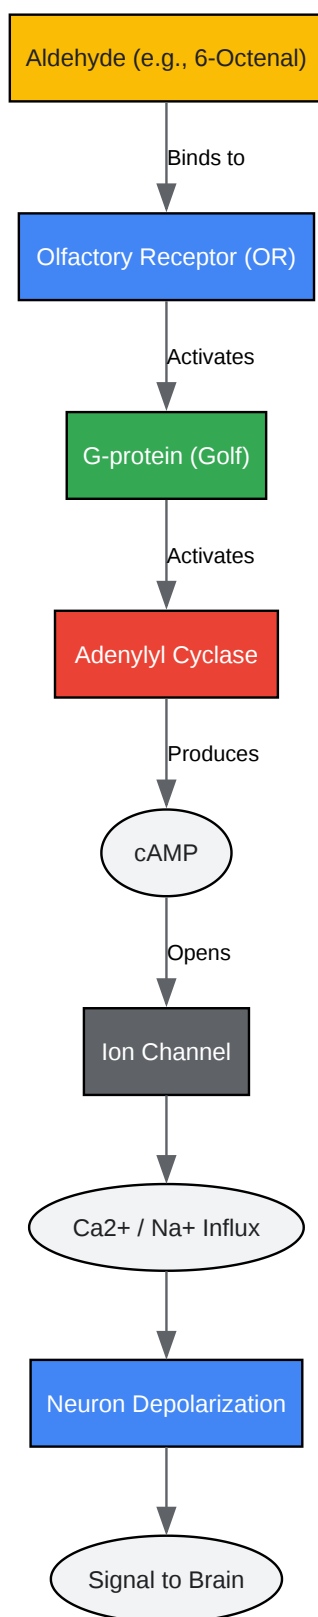 Aldehyde (e.g., 6-Octenal)
Binds to
Olfactory Receptor (OR)
Activates
G-protein (Golf)
Activates
Adenylyl Cyclase
Produces
cAMP
Opens
Ion Channel
Ca2+ / Na+ Influx
Neuron Depolarization
Signal to Brain